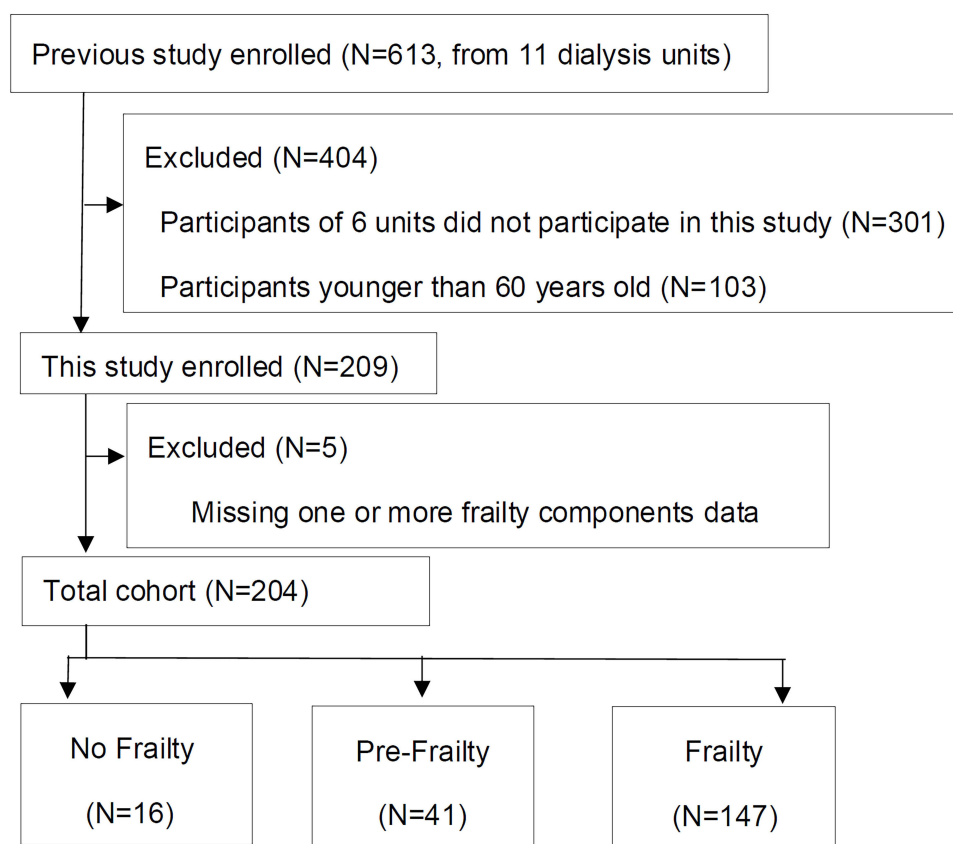 Previous study enrolled (N=613, from 11 dialysis units)
Excluded (N=404)
Participants of 6 units did not participate in this study (N=301)
Participants younger than 60 years old (N=103)
This study enrolled (N=209)
Excluded (N=5)
Missing one or more frailty components data
Total cohort (N=204)
No Frailty
(N=16)
Pre-Frailty
(N=41)
Frailty
(N=147)